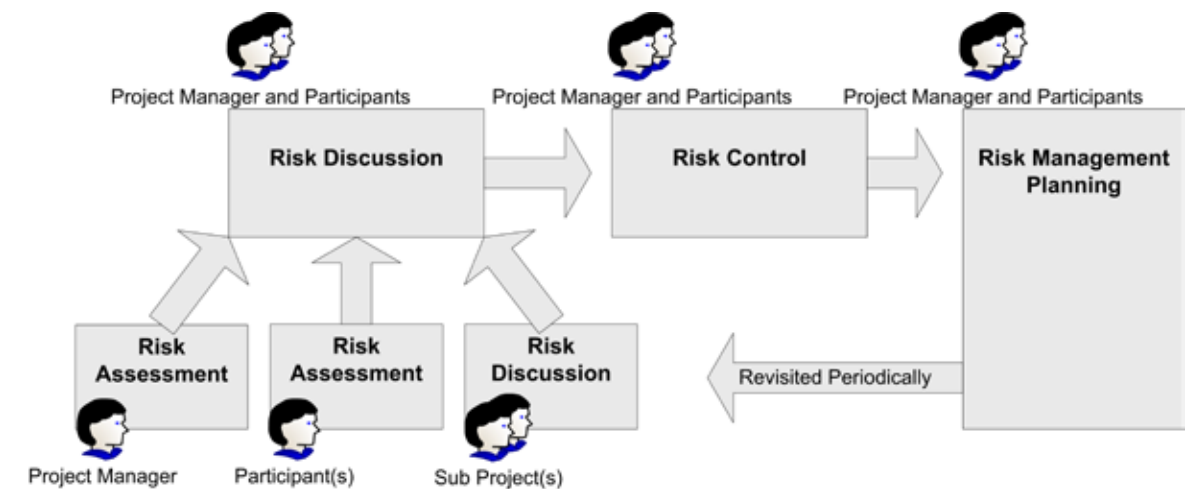 Project Manager and Participants
Project Manager and Participants
Project Manager and Participants
Risk Discussion
Risk Control
Risk Management
Planning
Risk
Assessment
Risk
Assessment
Risk
Discussion
Revisited Periodically
Project Manager
Participant(s)
Sub Project(s)